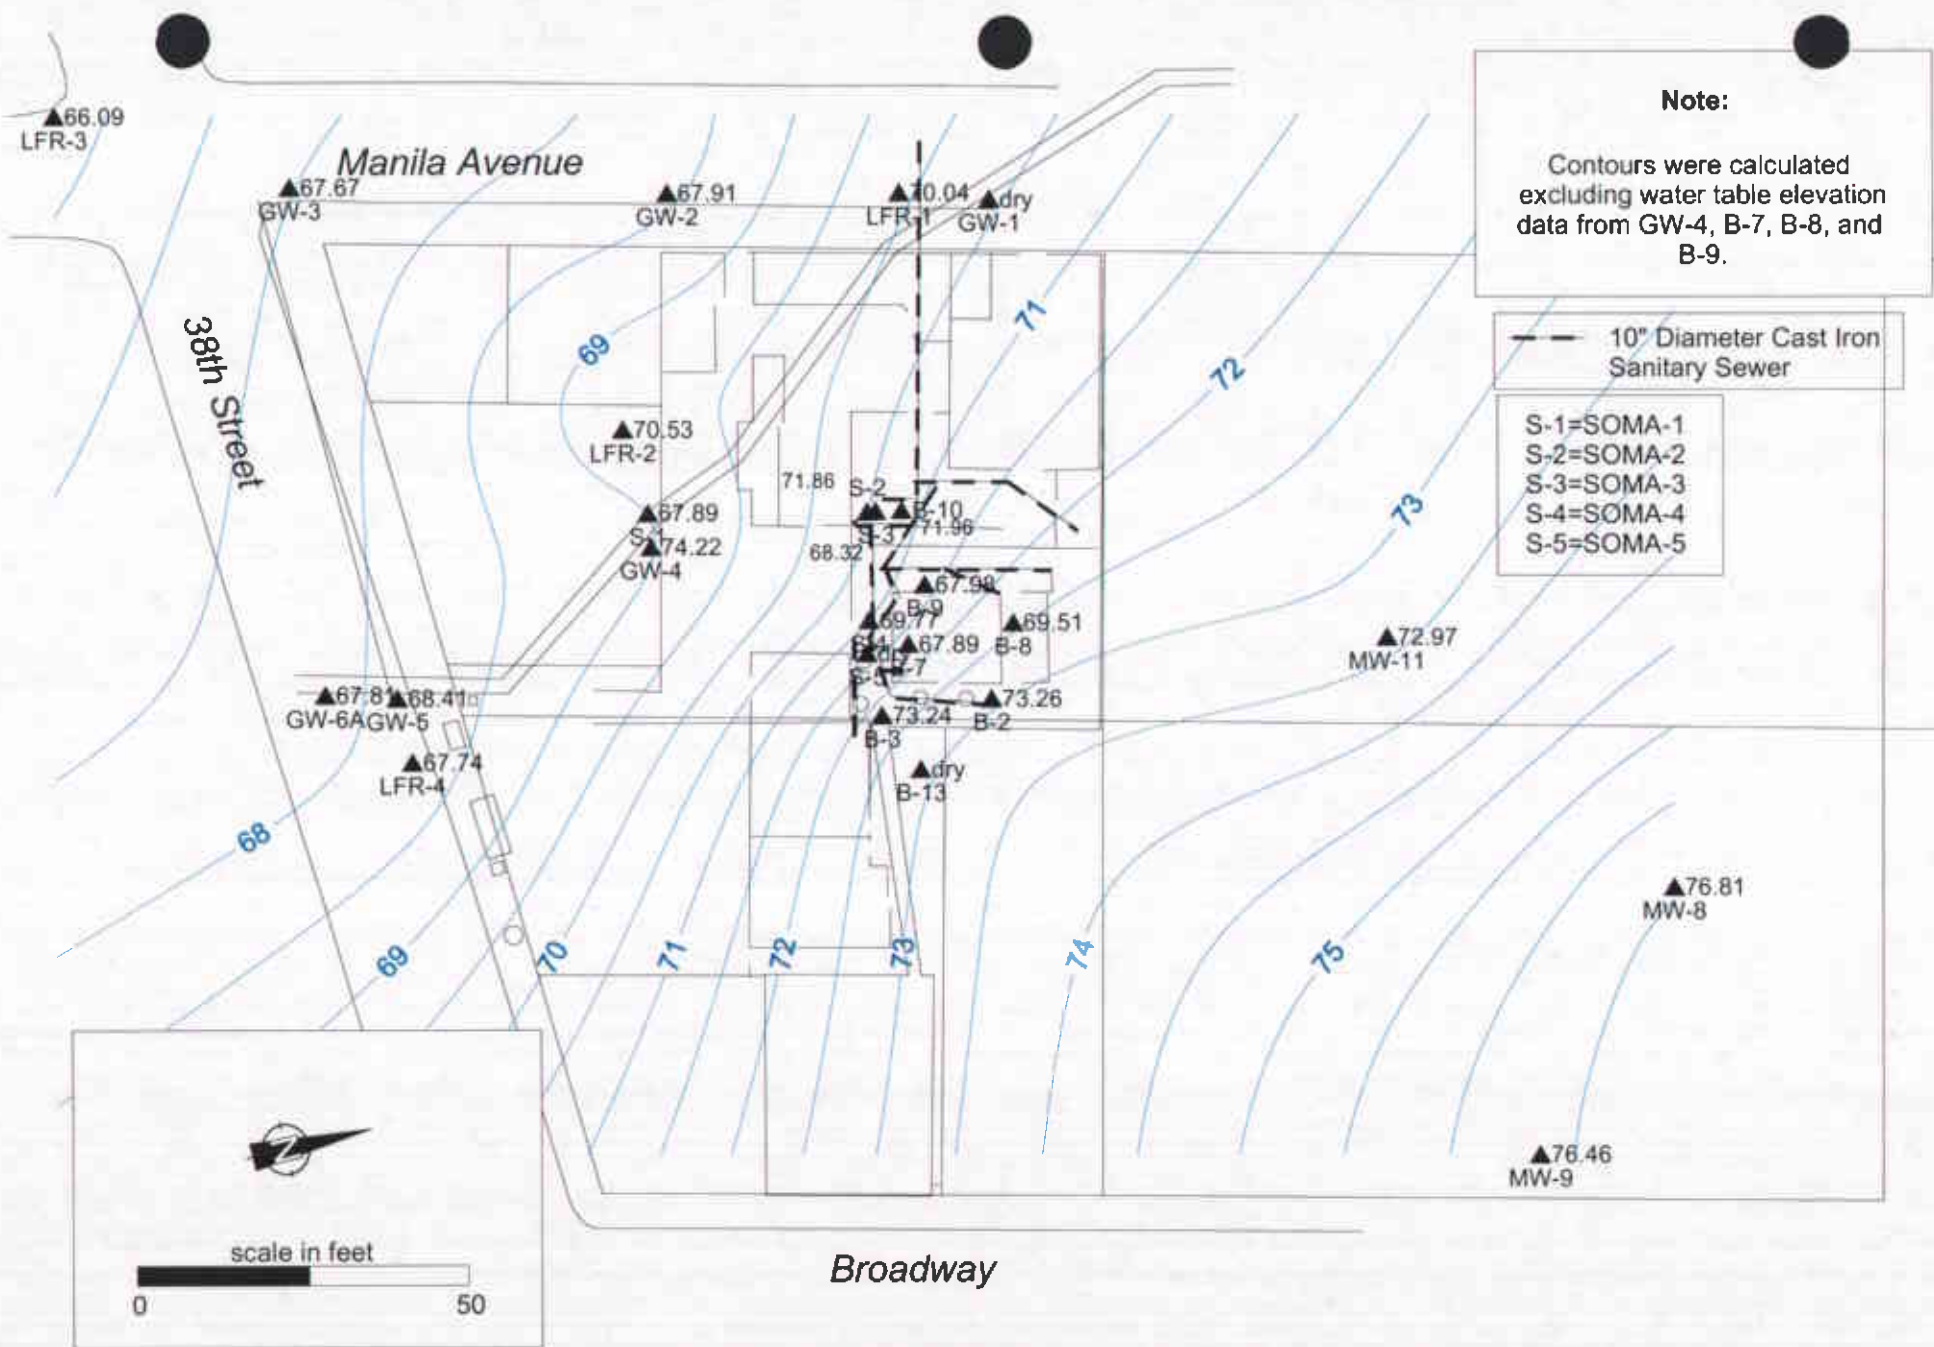 Note:
Contours were calculated
excluding water table elevation
data from GW-4, B-7, B-8, and
B-9.
10" Diameter Cast Iron
Sanitary Sewer
S-1=SOMA-1
S-2=SOMA-2
S-3=SOMA-3
S-4=SOMA-4
S-5=SOMA-5
66.09
LFR-3
Manila Avenue
67.67
GW-3
67.91
GW-2
70.04
LFR-1
dry
GW-1
38th Street
69
71
72
73
70.53
LFR-2
71.86
S-2
B-10
71.96
S-3
68.32
67.89
S-1
74.22
GW-4
67.98
B-9
69.77
S-4
69.51
B-8
67.89
B-7
dry
S-5
72.97
MW-11
67.81
GW-6A
68.41
GW-5
73.24
B-3
73.26
B-2
67.74
LFR-4
dry
B-13
68
69
70
71
72
73
74
75
76.81
MW-8
76.46
MW-9
N
scale in feet
0
50
Broadway